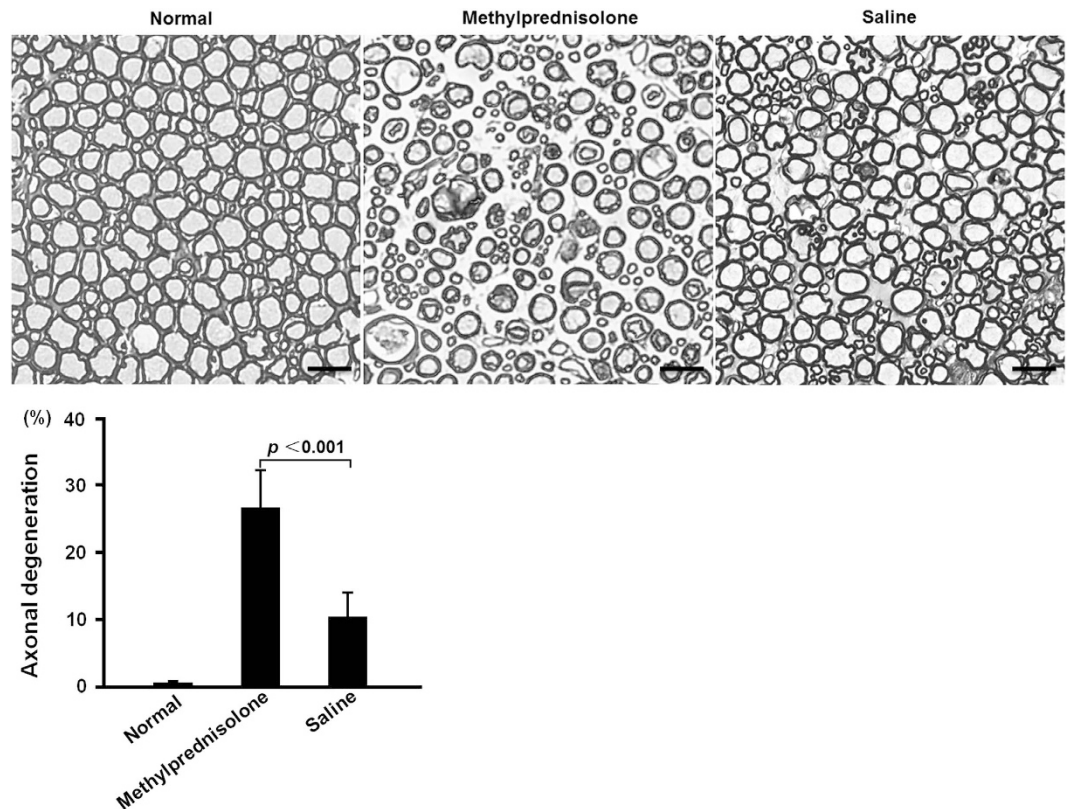 Normal Methylprednisolone Saline
(%)
40
p <0.001
30
20
10
0
Axonal degeneration
Normal
Methylprednisolone
Saline